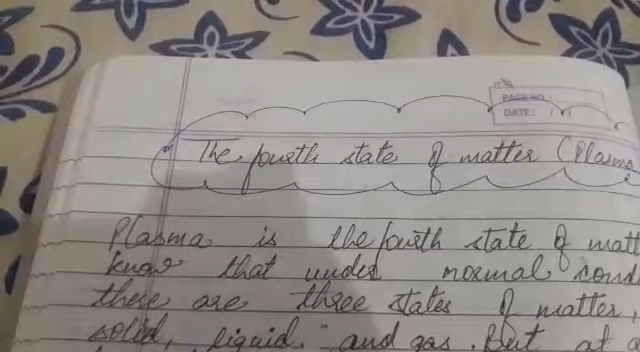 PAGE NO.:
DATE: / /
The fourth state of matter (Plasma
Plasma is the fourth state of matt
know that under normal cond
these are three states of matter,
solid, liquid, and gas. But at a